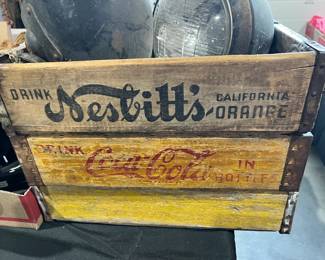 DRINK Nesbitt's CALIFORNIA
ORANGE
DRINK Coca-Cola IN
BOTTLES